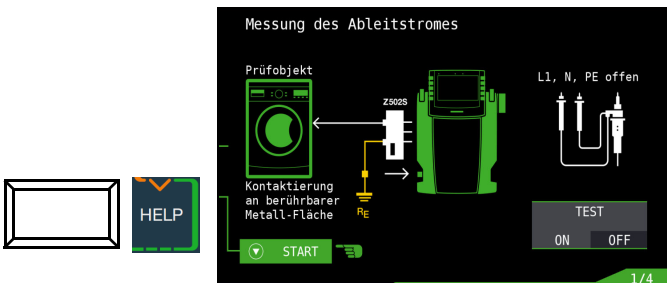 Messung des Ableitstromes
Prüfobjekt
L1, N, PE offen
Z502S
Kontaktierung
an berührbarer
Metall-Fläche
RE
HELP
TEST
ON OFF
START
1/4